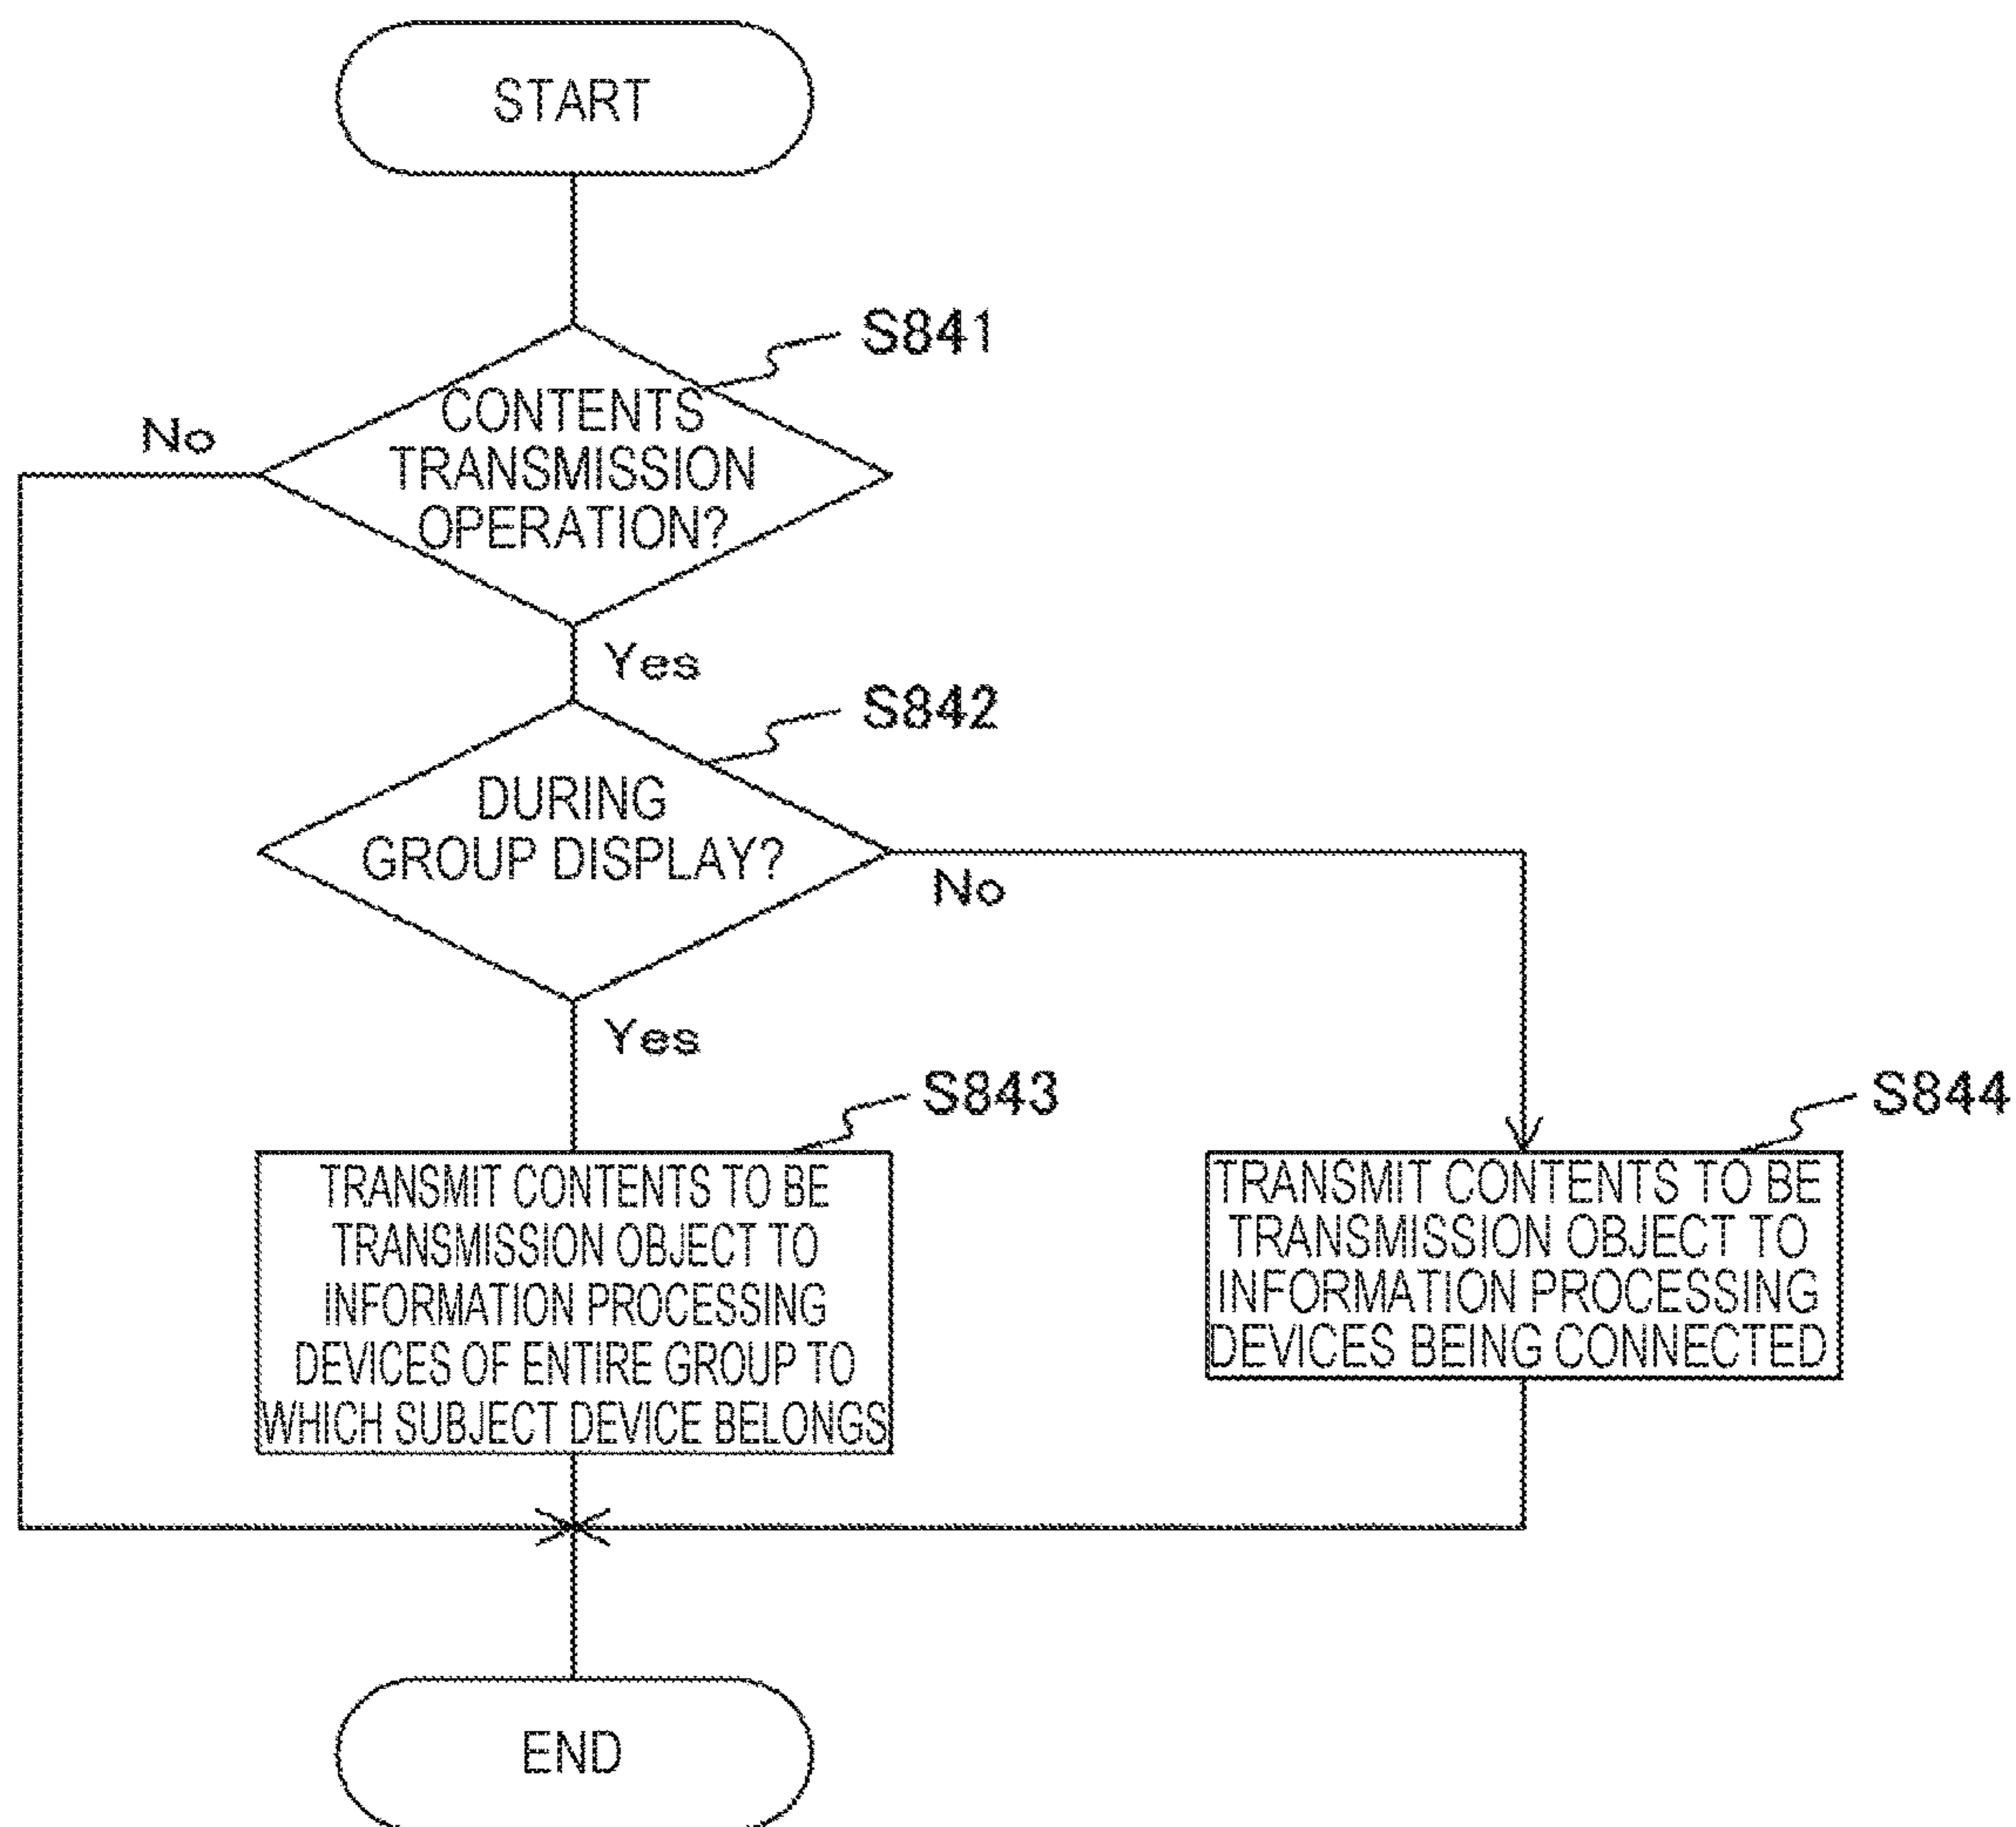 START
S841
CONTENTS
TRANSMISSION
OPERATION?
No
Yes
S842
DURING
GROUP DISPLAY?
No
Yes
S843
TRANSMIT CONTENTS TO BE
TRANSMISSION OBJECT TO
INFORMATION PROCESSING
DEVICES OF ENTIRE GROUP TO
WHICH SUBJECT DEVICE BELONGS
S844
TRANSMIT CONTENTS TO BE
TRANSMISSION OBJECT TO
INFORMATION PROCESSING
DEVICES BEING CONNECTED
END